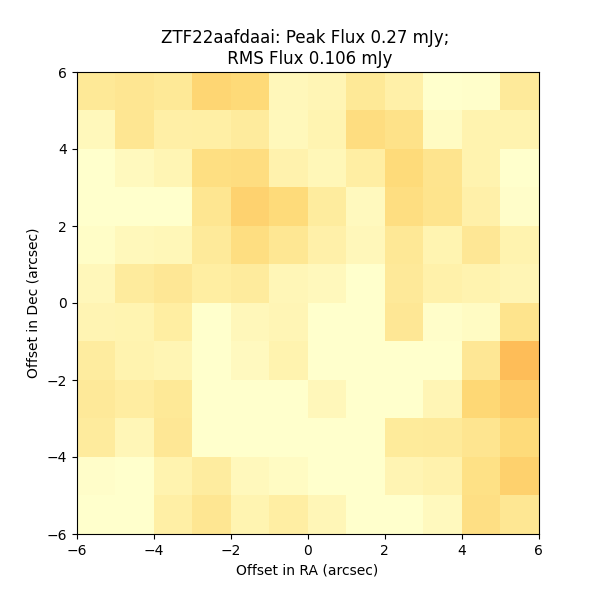 ZTF22aafdaai: Peak Flux 0.27 mJy;
RMS Flux 0.106 mJy
6
4
2
0
−2
−4
−6
Offset in Dec (arcsec)
−6 −4 −2 0 2 4 6
Offset in RA (arcsec)